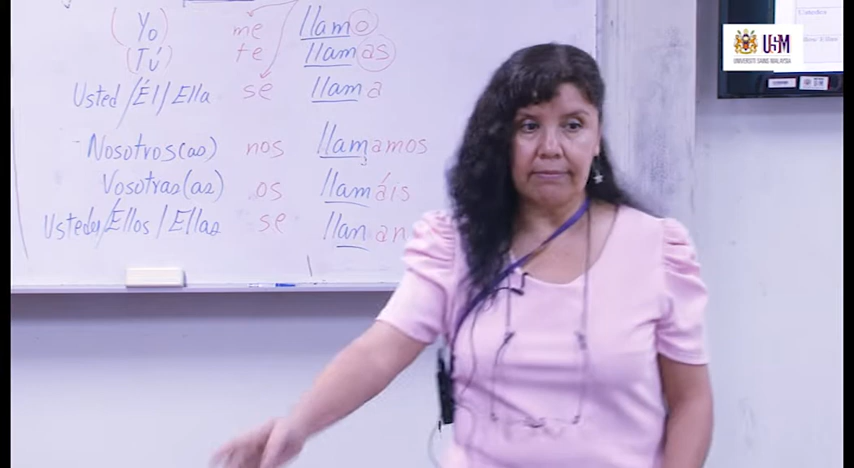 (Yo) me llamo
(Tú) te llamas
Usted/Él/Ella se llama
Nosotros(as) nos llamamos
Vosotras(as) os llamáis
Ustedes/Ellos/Ellas se llaman
USM
UNIVERSITI SAINS MALAYSIA